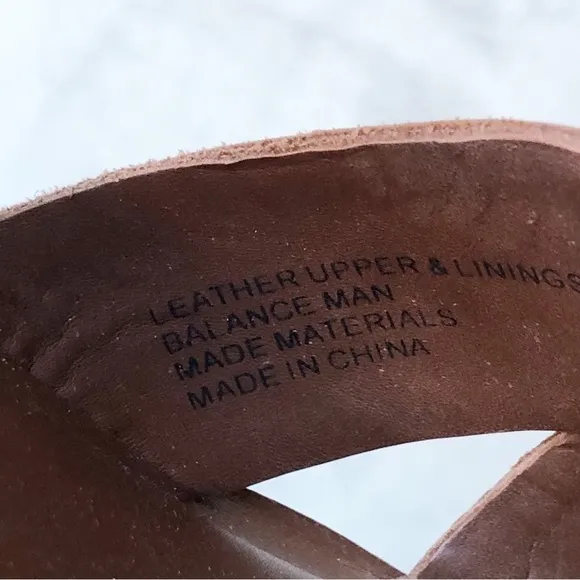 LEATHER UPPER & LININGS
BALANCE MAN
MADE MATERIALS
MADE IN CHINA